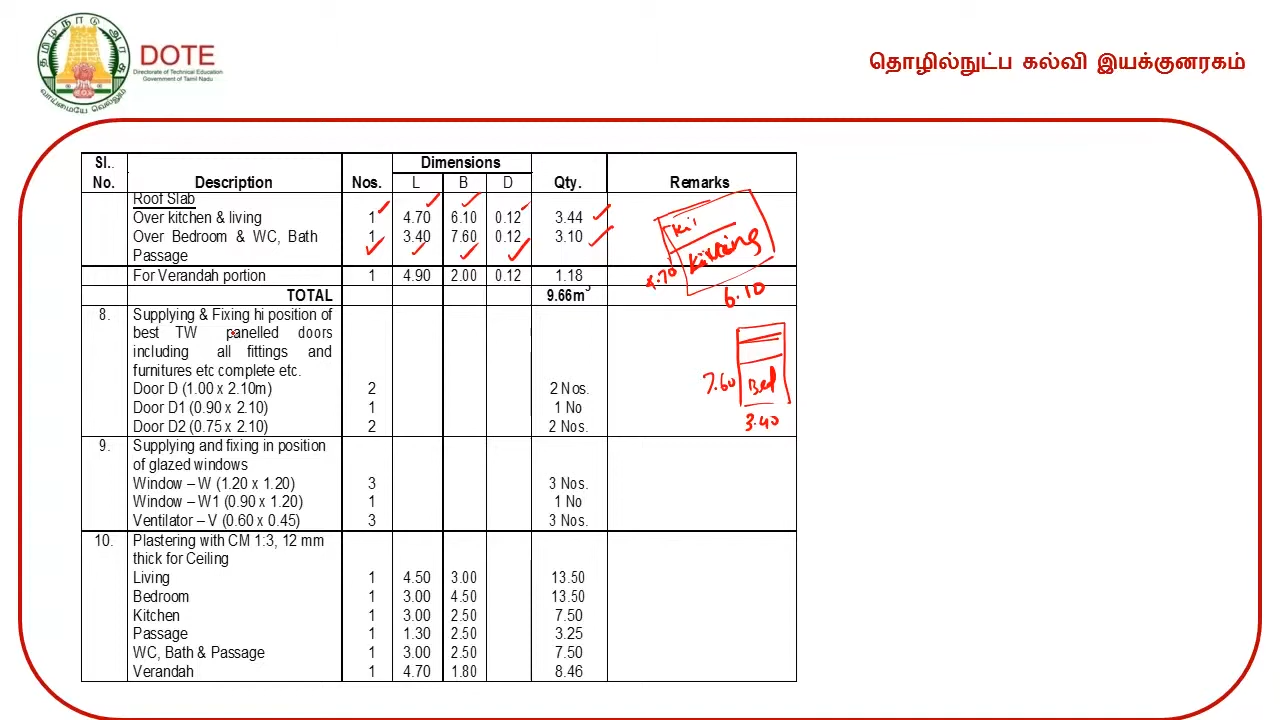 தமிழ்நாடு அரசு
வாய்மையே வெல்லும்
DOTE
Directorate of Technical Education
Government of Tamil Nadu
தொழில்நுட்ப கல்வி இயக்குனரகம்
Sl.. Dimensions
No. Description Nos. L B D Qty. Remarks
Roof Slab
Over kitchen & living 1 4.70 6.10 0.12 3.44
Over Bedroom & WC, Bath 1 3.40 7.60 0.12 3.10
Passage
For Verandah portion 1 4.90 2.00 0.12 1.18
TOTAL 9.66m³
8. Supplying & Fixing hi position of
best TW panelled doors
including all fittings and
furnitures etc complete etc.
Door D (1.00 x 2.10m) 2 2 Nos.
Door D1 (0.90 x 2.10) 1 1 No
Door D2 (0.75 x 2.10) 2 2 Nos.
9. Supplying and fixing in position
of glazed windows
Window – W (1.20 x 1.20) 3 3 Nos.
Window – W1 (0.90 x 1.20) 1 1 No
Ventilator – V (0.60 x 0.45) 3 3 Nos.
10. Plastering with CM 1:3, 12 mm
thick for Ceiling
Living 1 4.50 3.00 13.50
Bedroom 1 3.00 4.50 13.50
Kitchen 1 3.00 2.50 7.50
Passage 1 1.30 2.50 3.25
WC, Bath & Passage 1 3.00 2.50 7.50
Verandah 1 4.70 1.80 8.46
Ki
4.70
6.10
7.60 Bed
3.40